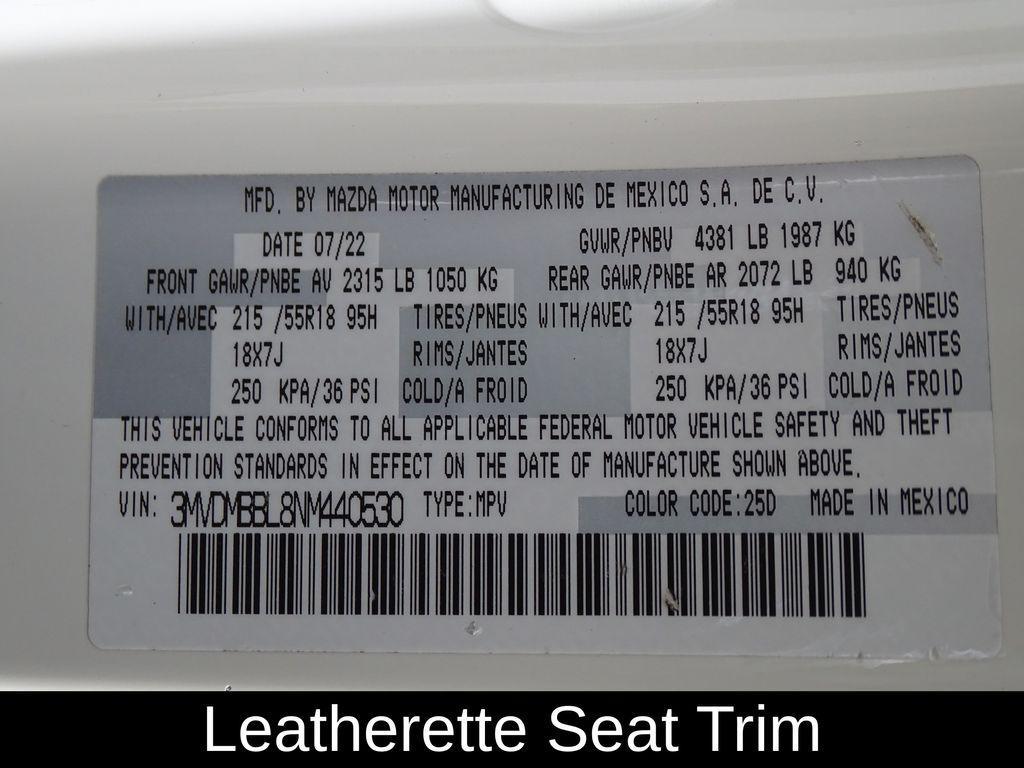 MFD. BY MAZDA MOTOR MANUFACTURING DE MEXICO S.A. DE C.V.
DATE 07/22 GVWR/PNBV 4381 LB 1987 KG
FRONT GAWR/PNBE AV 2315 LB 1050 KG REAR GAWR/PNBE AR 2072 LB 940 KG
WITH/AVEC 215 /55R18 95H TIRES/PNEUS WITH/AVEC 215 /55R18 95H TIRES/PNEUS
18X7J RIMS/JANTES 18X7J RIMS/JANTES
250 KPA/36 PSI COLD/A FROID 250 KPA/36 PSI COLD/A FROID
THIS VEHICLE CONFORMS TO ALL APPLICABLE FEDERAL MOTOR VEHICLE SAFETY AND THEFT
PREVENTION STANDARDS IN EFFECT ON THE DATE OF MANUFACTURE SHOWN ABOVE.
VIN: 3MVDMBBL8NM440530 TYPE:MPV COLOR CODE:25D MADE IN MEXICO
Leatherette Seat Trim